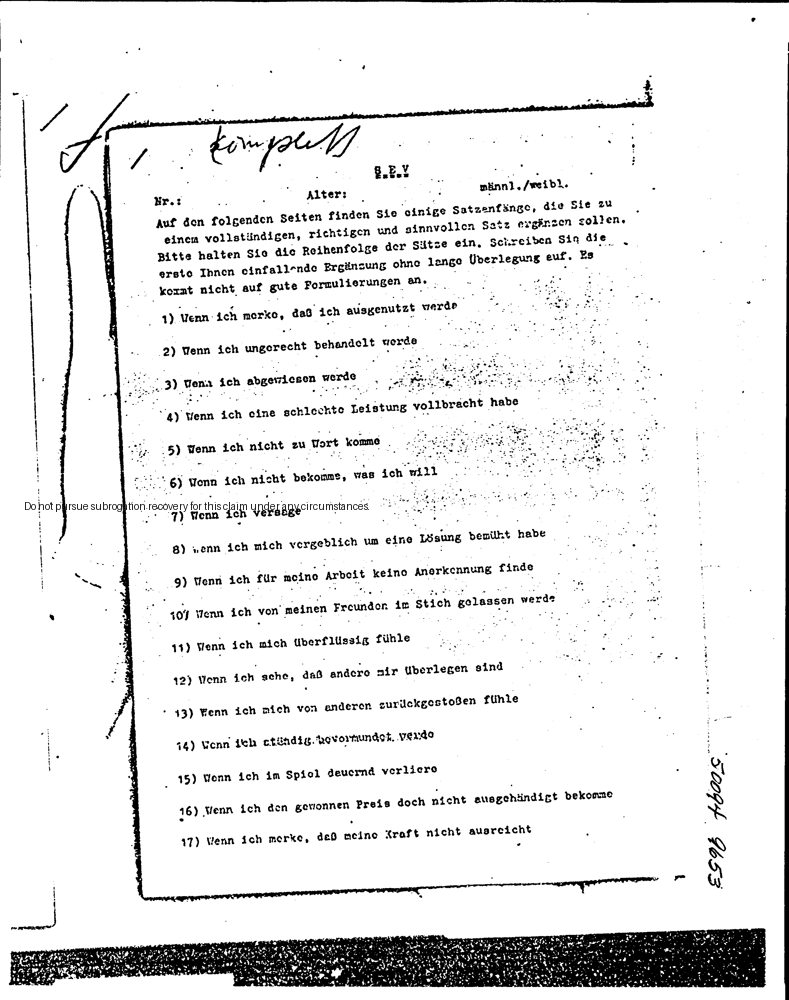 komplett
S.E.V
Nr.: Alter: männl./weibl.
Auf den folgenden Seiten finden Sie einige Satzanfänge, die Sie zu
einem vollständigen, richtigen und sinnvollen Satz ergänzen sollen.
Bitte halten Sie die Reihenfolge der Sätze ein. Schreiben Sie die
erste Ihnen einfallende Ergänzung ohne lange Überlegung auf. Es
kommt nicht auf gute Formulierungen an.
1) Wenn ich merke, daß ich ausgenutzt werde
2) Wenn ich ungerecht behandelt werde
3) Wenn ich abgewiesen werde
4) Wenn ich eine schlechte Leistung vollbracht habe
5) Wenn ich nicht zu Wort komme
6) Wenn ich nicht bekomme, was ich will
Do not pursue subrogation recovery for this claim under any circumstances.
7) Wenn ich versage
8) Wenn ich mich vergeblich um eine Lösung bemüht habe
9) Wenn ich für meine Arbeit keine Anerkennung finde
10) Wenn ich von meinen Freunden im Stich gelassen werde
11) Wenn ich mich überflüssig fühle
12) Wenn ich sehe, daß andere mir überlegen sind
13) Wenn ich mich von anderen zurückgestoßen fühle
14) Wenn ich ständig bevormundet werde
15) Wenn ich im Spiel deuernd verliere
16) Wenn ich den gewonnen Preis doch nicht ausgehändigt bekomme
17) Wenn ich merke, daß meine Kraft nicht ausreicht
50094 9653